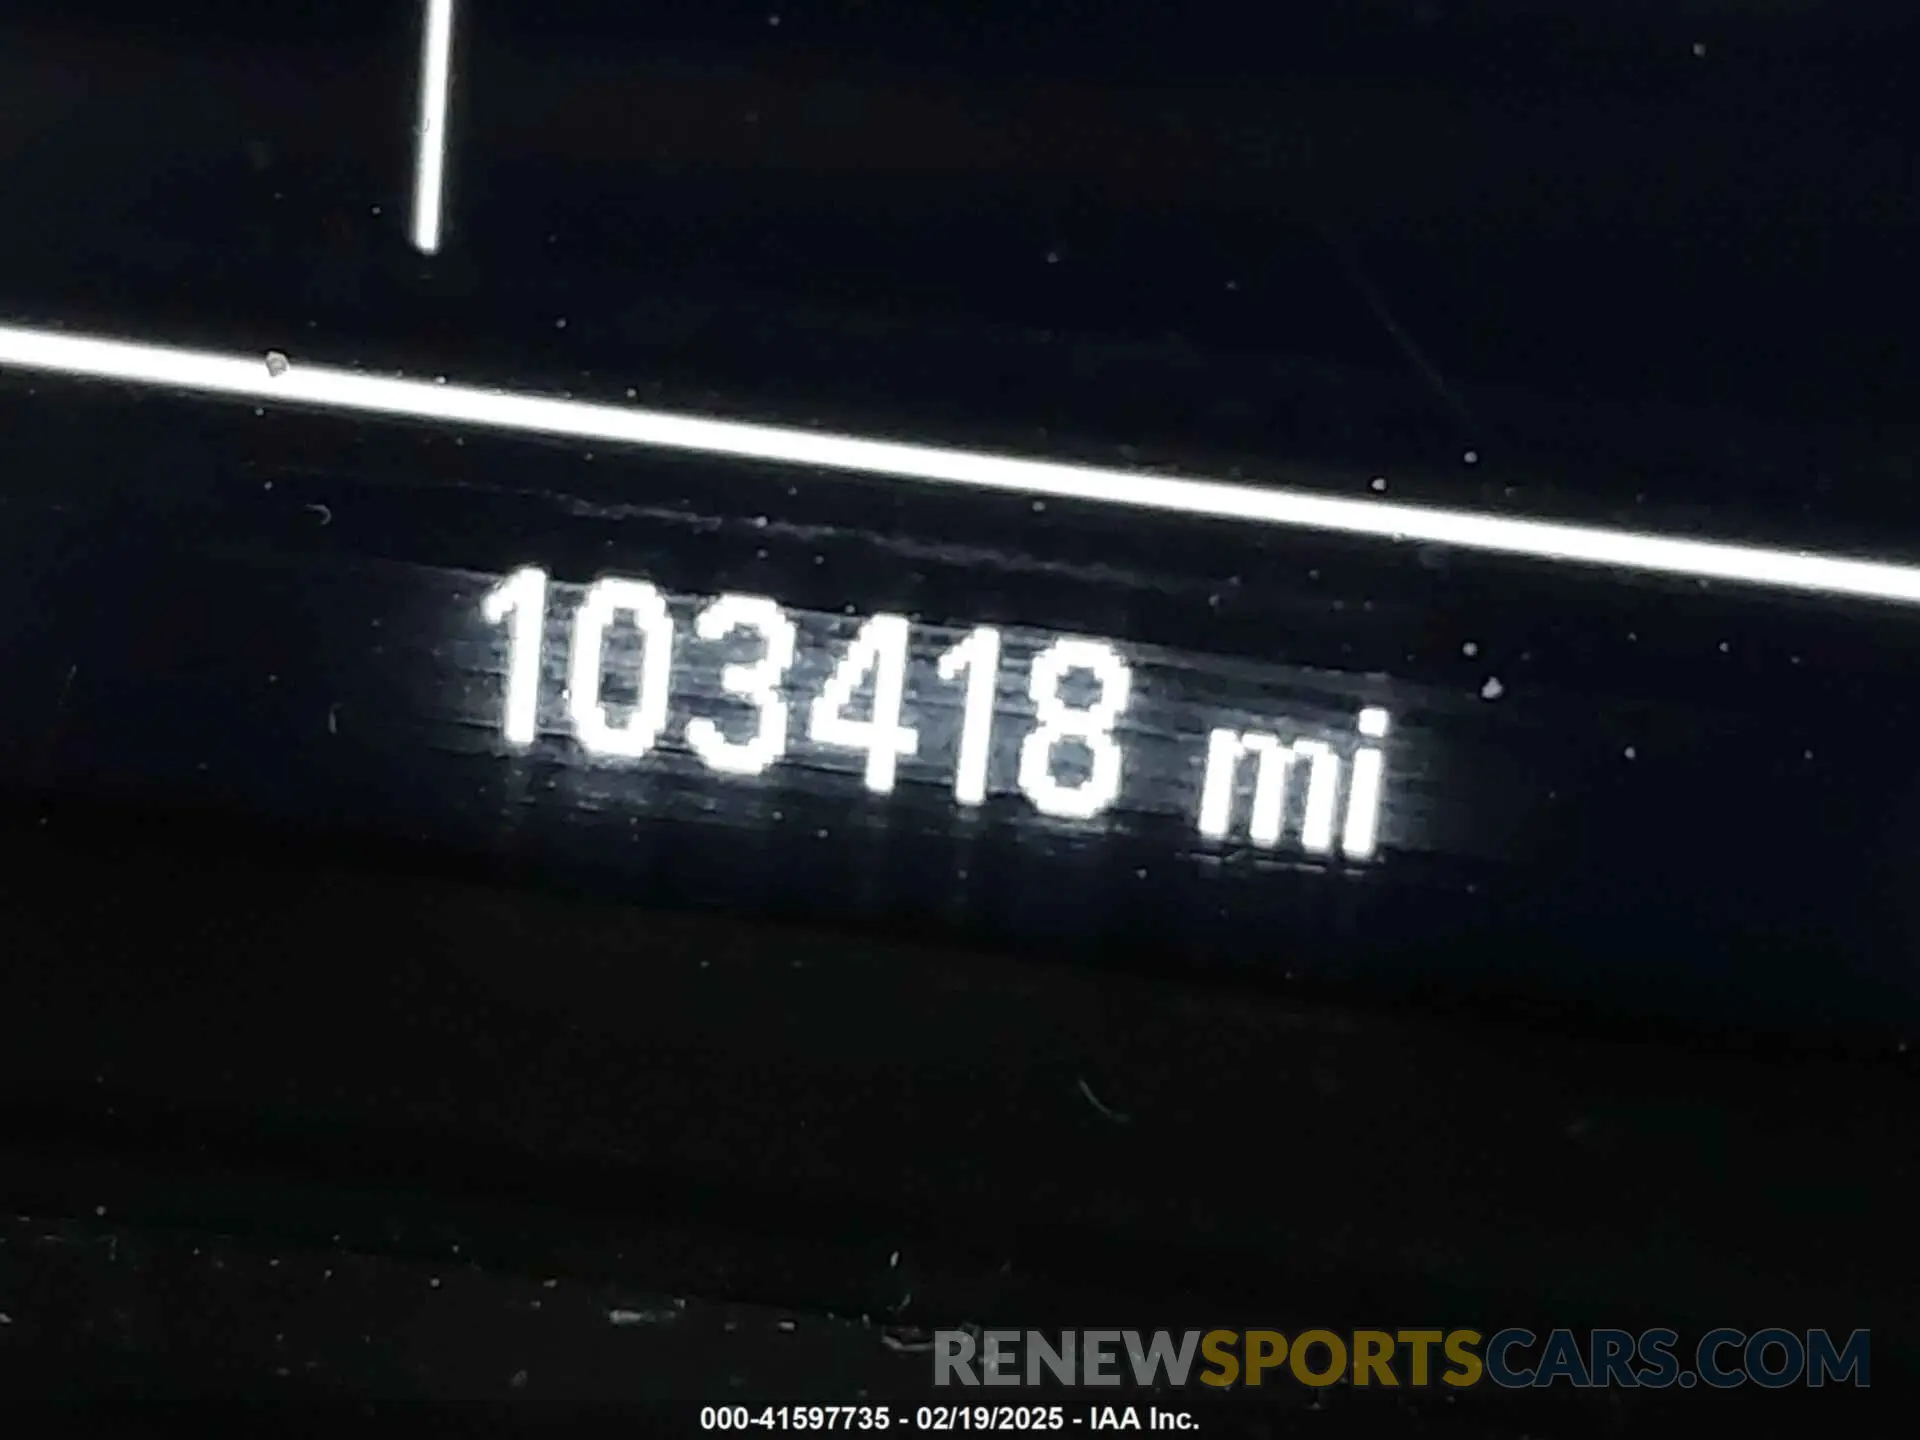 103418 mi
RENEWSPORTSCARS.COM
000-41597735 - 02/19/2025 - IAA Inc.